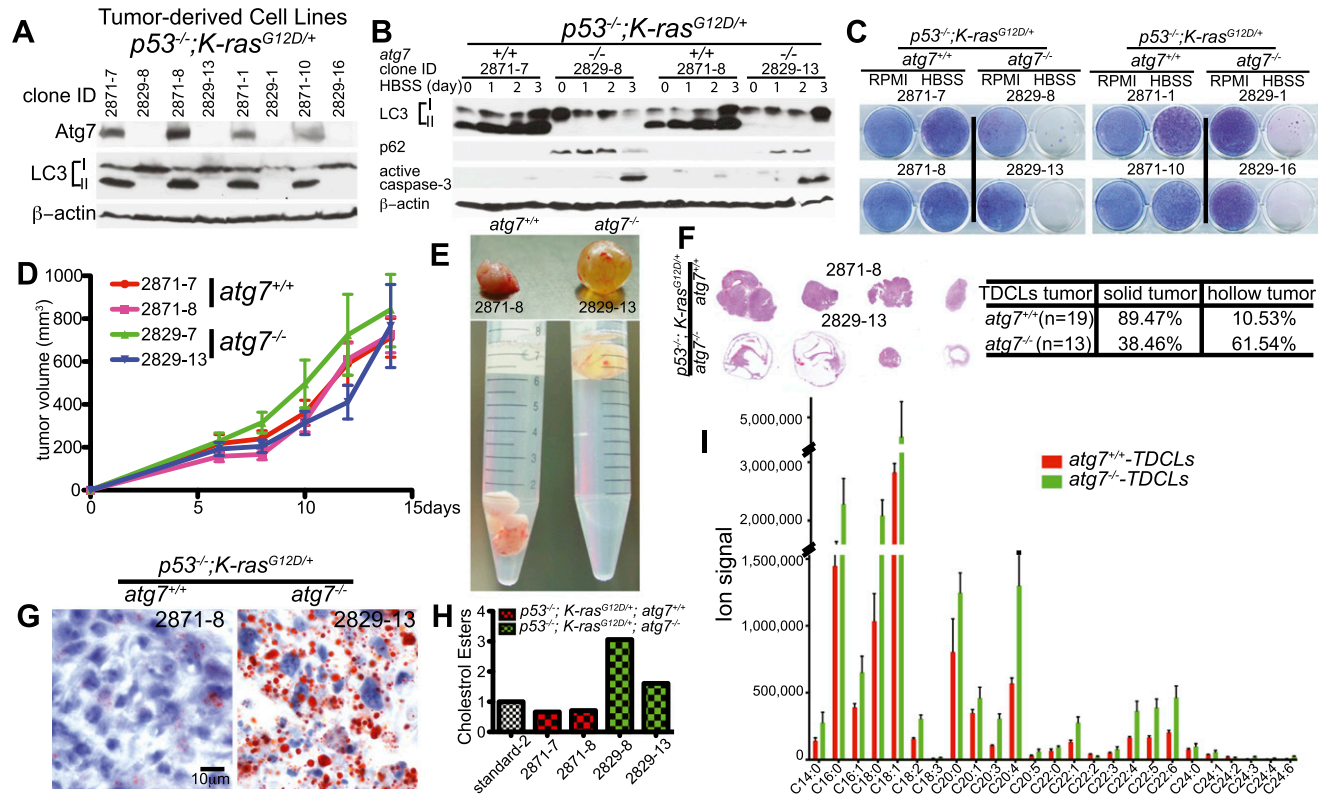 A
Tumor-derived Cell Lines
p53-/-;K-rasG12D/+
clone ID
2871-7
2829-8
2871-8
2829-13
2871-1
2829-1
2871-10
2829-16
Atg7
LC3
I
II
β-actin
B
p53-/-;K-rasG12D/+
atg7 +/+ -/- +/+ -/-
clone ID 2871-7 2829-8 2871-8 2829-13
HBSS (day) 0 1 2 3 0 1 2 3 0 1 2 3 0 1 2 3
LC3
I
II
p62
active
caspase-3
β-actin
C
p53-/-;K-rasG12D/+ p53-/-;K-rasG12D/+
atg7+/+ atg7-/- atg7+/+ atg7-/-
RPMI HBSS RPMI HBSS RPMI HBSS RPMI HBSS
2871-7 2829-8 2871-1 2829-1
2871-8 2829-13 2871-10 2829-16
D
tumor volume (mm3)
1000
800
600
400
200
0
0 5 10 15days
2871-7
2871-8
atg7+/+
2829-7
2829-13
atg7-/-
E
atg7+/+ atg7-/-
2871-8 2829-13
7
6
5
4
3
2
F
p53-/-; K-rasG12D/+
atg7-/- atg7+/+
2871-8
2829-13
TDCLs tumor solid tumor hollow tumor
atg7+/+(n=19) 89.47% 10.53%
atg7-/-(n=13) 38.46% 61.54%
G
p53-/-;K-rasG12D/+
atg7+/+ atg7-/-
2871-8 2829-13
10μm
H
Cholestrol Esters
4
3
2
1
0
p53-/-; K-rasG12D/+; atg7+/+
p53-/-; K-rasG12D/+; atg7-/-
standard-2
2871-7
2871-8
2829-8
2829-13
I
Ion signal
5,000,000
3,000,000
2,000,000
1,500,000
1,000,000
500,000
0
atg7+/+-TDCLs
atg7-/--TDCLs
C14:0
C16:0
C16:1
C18:0
C18:1
C18:2
C18:3
C20:0
C20:1
C20:3
C20:4
C20:5
C22:0
C22:1
C22:2
C22:3
C22:4
C22:5
C22:6
C24:0
C24:1
C24:2
C24:3
C24:4
C24:6